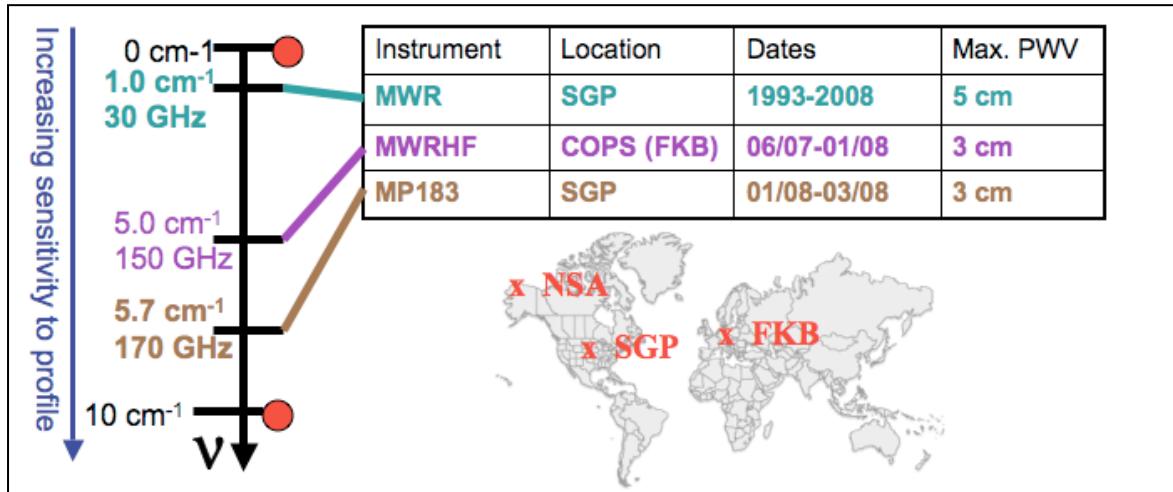 Increasing sensitivity to profile
0 cm-1
1.0 cm⁻¹
30 GHz
5.0 cm⁻¹
150 GHz
5.7 cm⁻¹
170 GHz
10 cm⁻¹
ν
Instrument Location Dates Max. PWV
MWR SGP 1993-2008 5 cm
MWRHF COPS (FKB) 06/07-01/08 3 cm
MP183 SGP 01/08-03/08 3 cm
x NSA
x SGP
x FKB